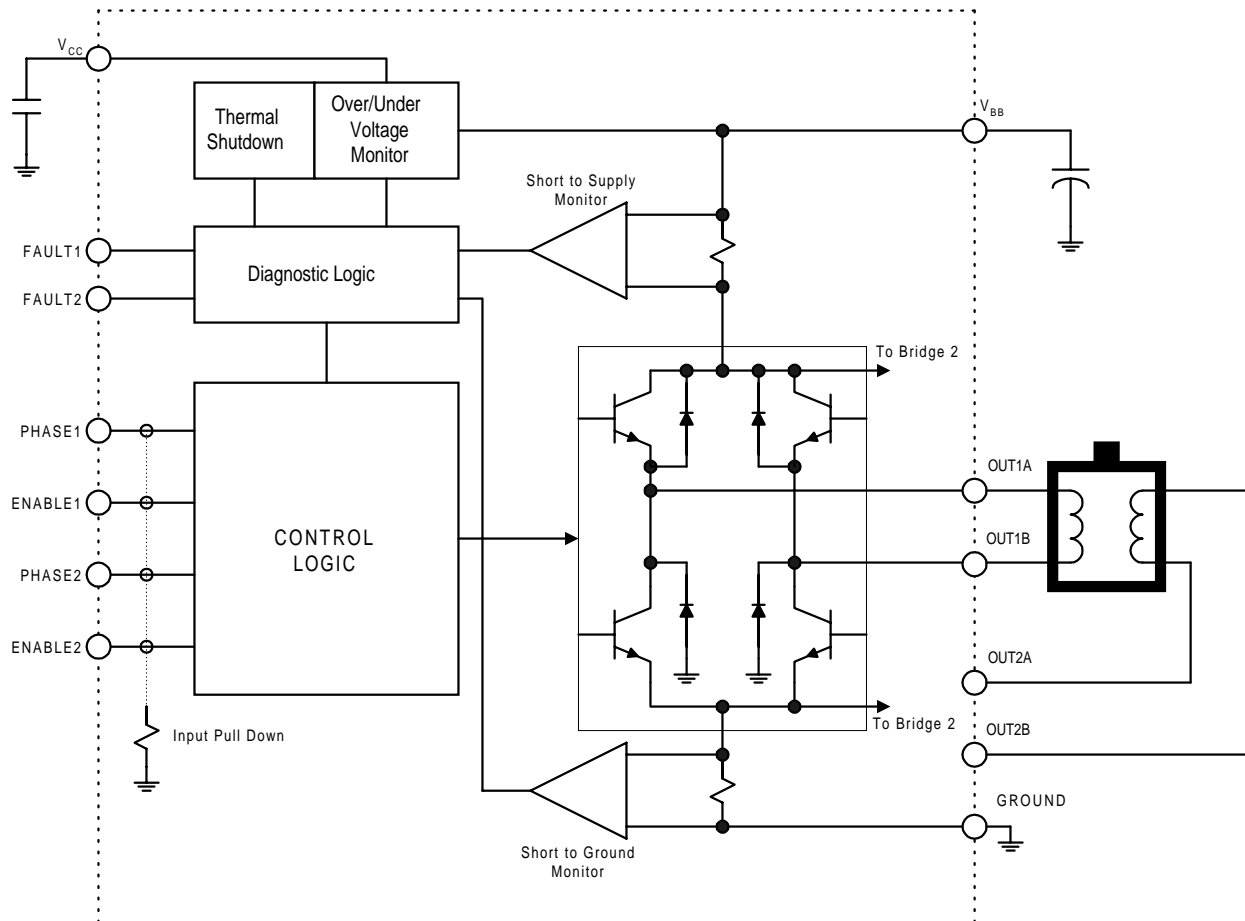 V_CC
Thermal
Shutdown
Over/Under
Voltage
Monitor
V_BB
Short to Supply
Monitor
FAULT1
Diagnostic Logic
FAULT2
To Bridge 2
PHASE1
OUT1A
ENABLE1
CONTROL
LOGIC
OUT1B
PHASE2
ENABLE2
OUT2A
To Bridge 2
Input Pull Down
OUT2B
GROUND
Short to Ground
Monitor